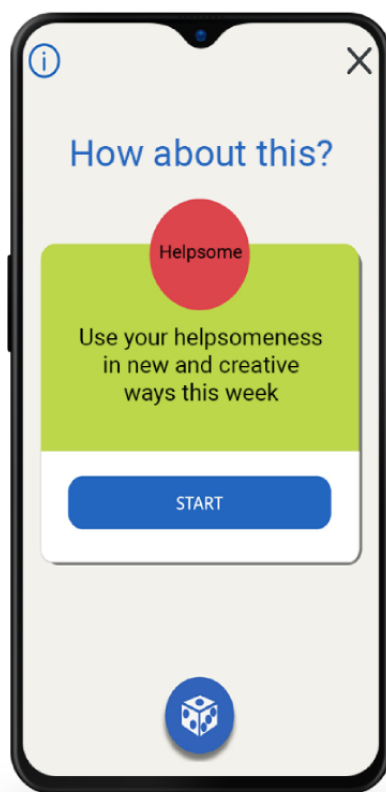 How about this?
Helpsome
Use your helpsomeness
in new and creative
ways this week
START